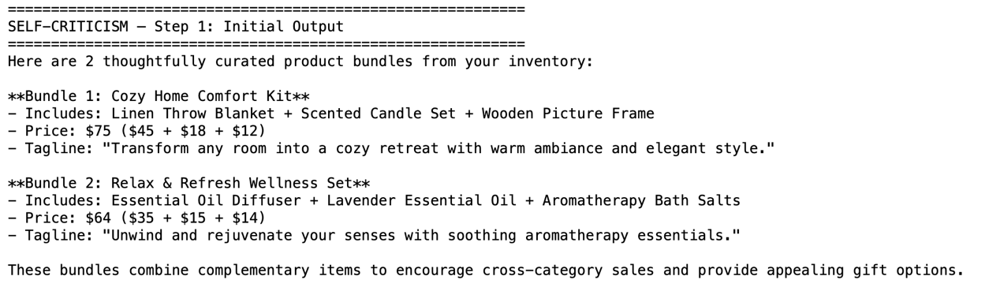 ============================================================
SELF-CRITICISM — Step 1: Initial Output
============================================================
Here are 2 thoughtfully curated product bundles from your inventory:
**Bundle 1: Cozy Home Comfort Kit**
- Includes: Linen Throw Blanket + Scented Candle Set + Wooden Picture Frame
- Price: $75 ($45 + $18 + $12)
- Tagline: "Transform any room into a cozy retreat with warm ambiance and elegant style."
**Bundle 2: Relax & Refresh Wellness Set**
- Includes: Essential Oil Diffuser + Lavender Essential Oil + Aromatherapy Bath Salts
- Price: $64 ($35 + $15 + $14)
- Tagline: "Unwind and rejuvenate your senses with soothing aromatherapy essentials."
These bundles combine complementary items to encourage cross-category sales and provide appealing gift options.